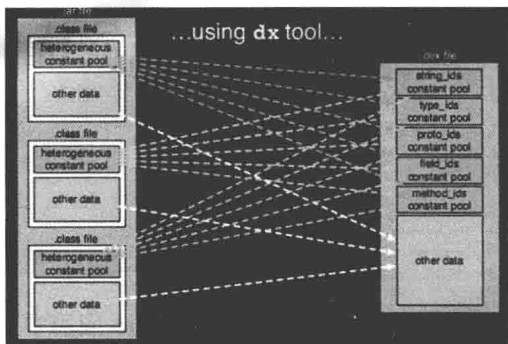 .jar file
...using dx tool...
.class file
heterogeneous
constant pool
other data
.class file
heterogeneous
constant pool
other data
.class file
heterogeneous
constant pool
other data
.dex file
string_ids
constant pool
type_ids
constant pool
proto_ids
constant pool
field_ids
constant pool
method_ids
constant pool
other data